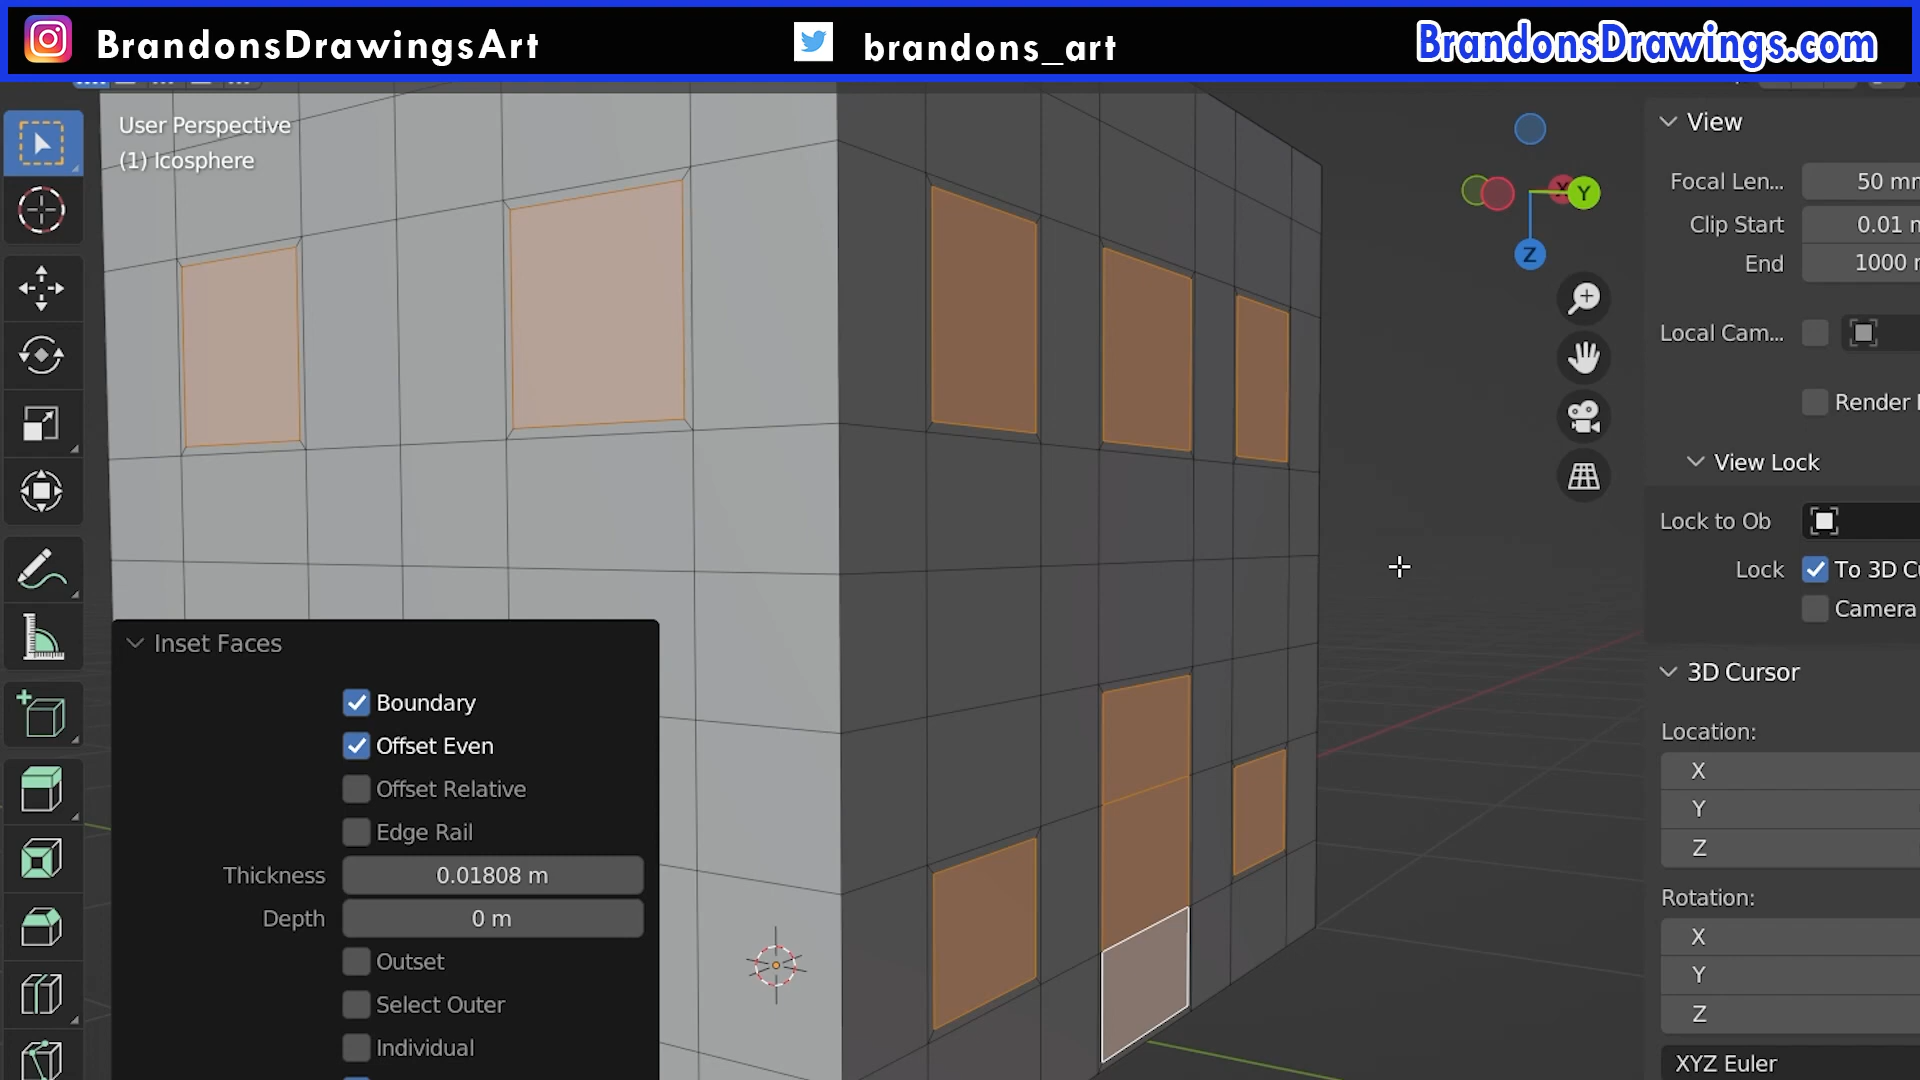 BrandonsDrawingsArt
brandons_art
BrandonsDrawings.com
User Perspective
(1) Icosphere
X
Y
Z
View
Focal Len...
50 mm
Clip Start
0.01
End
1000
Local Cam...
Render
View Lock
Lock to Ob
Lock
To 3D
Camera
3D Cursor
Location:
X
Y
Z
Rotation:
X
Y
Z
XYZ Euler
Inset Faces
Boundary
Offset Even
Offset Relative
Edge Rail
Thickness
0.01808 m
Depth
0 m
Outset
Select Outer
Individual